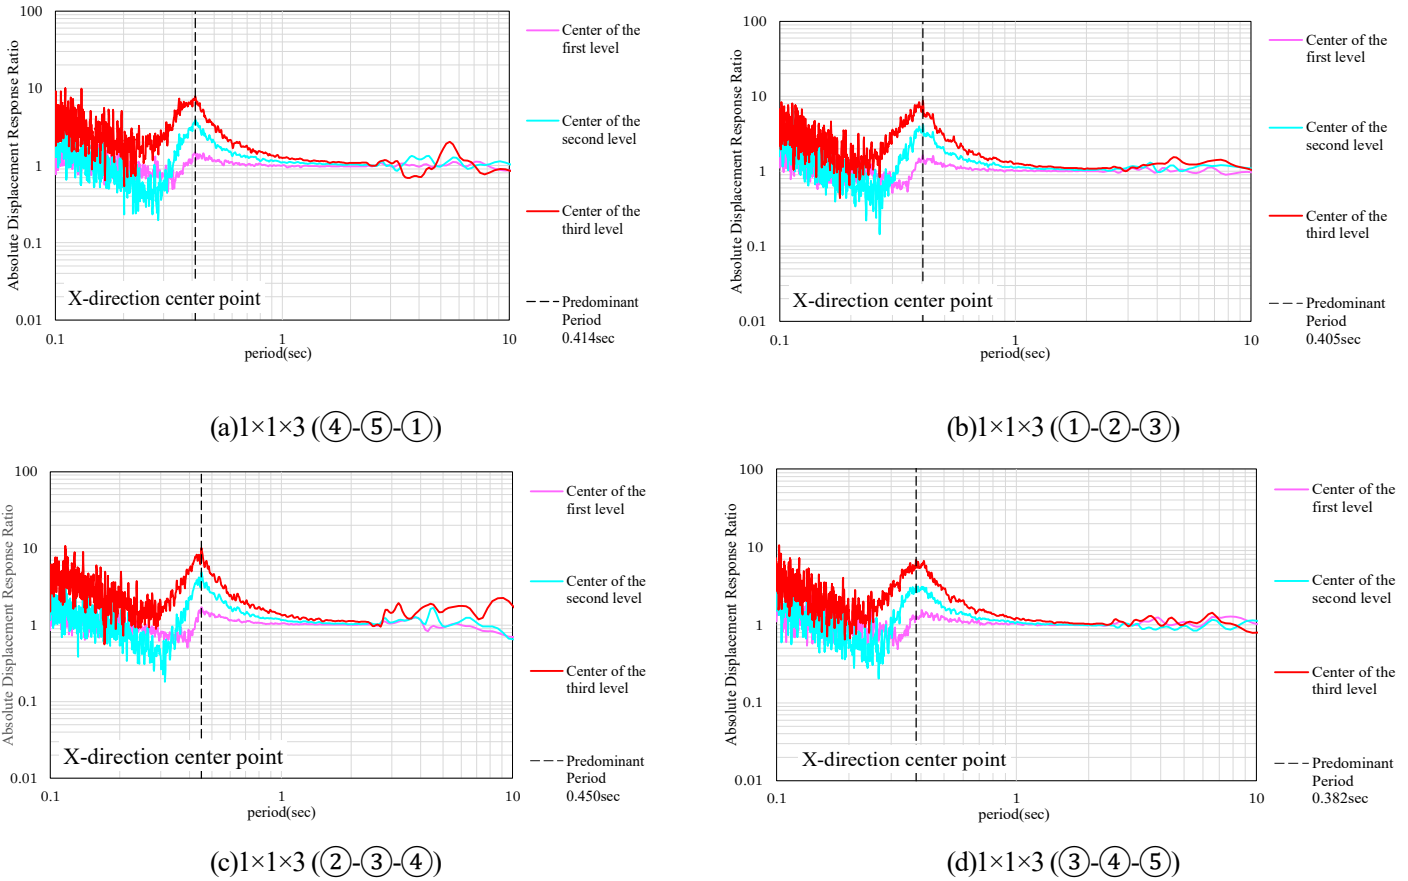 100
10
1
0.1
0.01
Absolute Displacement Response Ratio
X-direction center point
0.1
1
10
period(sec)
Center of the
first level
Center of the
second level
Center of the
third level
Predominant
Period
0.414sec
(a)1×1×3 (④-⑤-①)
100
10
1
0.1
0.01
Absolute Displacement Response Ratio
X-direction center point
0.1
1
10
period(sec)
Center of the
first level
Center of the
second level
Center of the
third level
Predominant
Period
0.405sec
(b)1×1×3 (①-②-③)
100
10
1
0.1
0.01
Absolute Displacement Response Ratio
X-direction center point
0.1
1
10
period(sec)
Center of the
first level
Center of the
second level
Center of the
third level
Predominant
Period
0.450sec
(c)1×1×3 (②-③-④)
100
10
1
0.1
0.01
Absolute Displacement Response Ratio
X-direction center point
0.1
1
10
period(sec)
Center of the
first level
Center of the
second level
Center of the
third level
Predominant
Period
0.382sec
(d)1×1×3 (③-④-⑤)